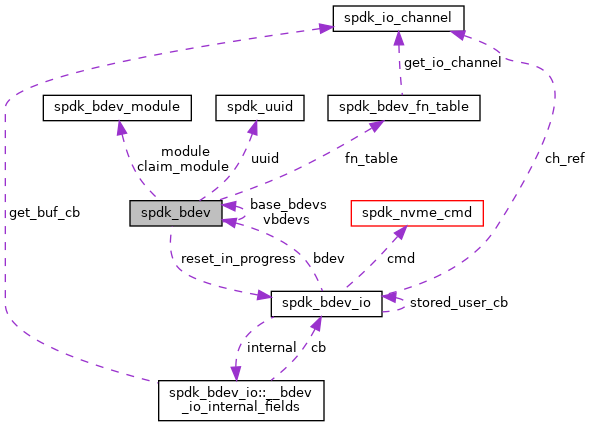 spdk_io_channel
get_io_channel
spdk_bdev_module
spdk_uuid
spdk_bdev_fn_table
module
claim_module
uuid
fn_table
ch_ref
spdk_bdev
base_bdevs
vbdevs
spdk_nvme_cmd
get_buf_cb
reset_in_progress
bdev
cmd
spdk_bdev_io
stored_user_cb
internal
cb
spdk_bdev_io::__bdev
_io_internal_fields